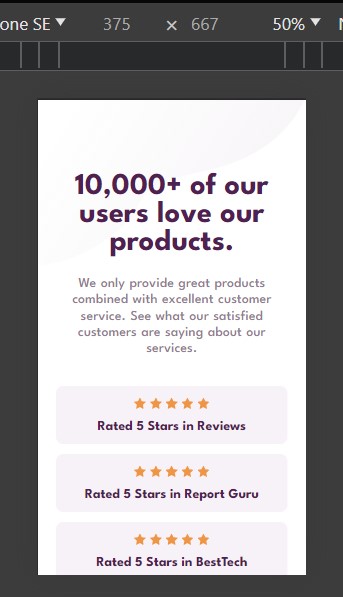 one SE ▼ 375 × 667 50% ▼
10,000+ of our
users love our
products.
We only provide great products
combined with excellent customer
service. See what our satisfied
customers are saying about our
services.
Rated 5 Stars in Reviews
Rated 5 Stars in Report Guru
Rated 5 Stars in BestTech